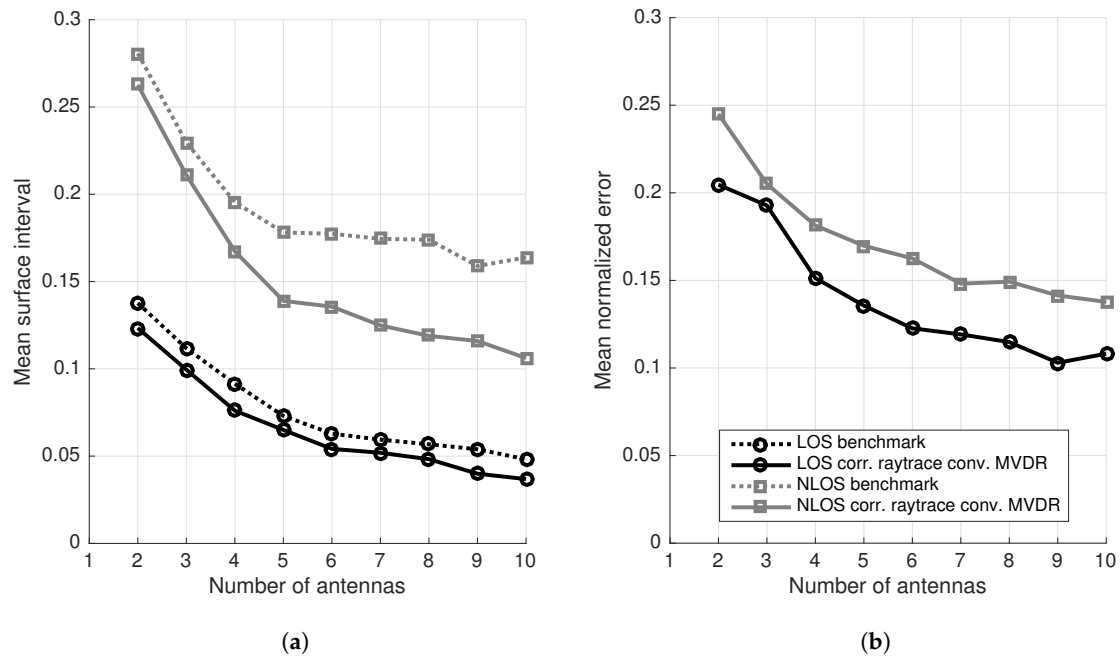 0.3
0.25
0.2
0.15
0.1
0.05
0
Mean surface interval
1 2 3 4 5 6 7 8 9 10
Number of antennas
(a)
0.3
0.25
0.2
0.15
0.1
0.05
0
Mean normalized error
LOS benchmark
LOS corr. raytrace conv. MVDR
NLOS benchmark
NLOS corr. raytrace conv. MVDR
1 2 3 4 5 6 7 8 9 10
Number of antennas
(b)